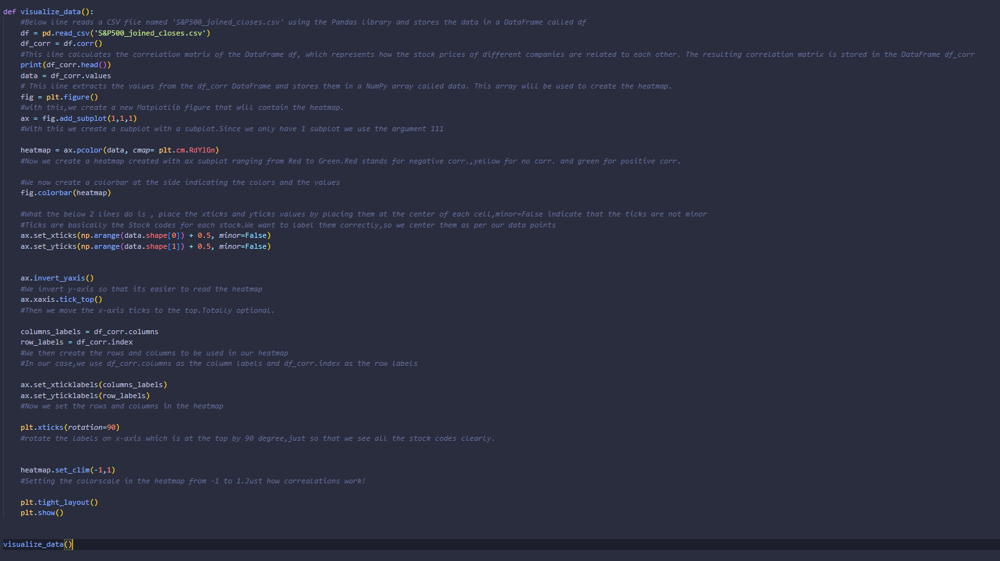 def visualize_data():
    #Below line reads a CSV file named 'S&P500_joined_closes.csv' using the Pandas library and stores the data in a DataFrame called df
    df = pd.read_csv('S&P500_joined_closes.csv')
    df_corr = df.corr()
    #This line calculates the correlation matrix of the DataFrame df, which represents how the stock prices of different companies are related to each other. The resulting correlation matrix is stored in the DataFrame df_corr
    print(df_corr.head())
    data = df_corr.values
    # This line extracts the values from the df_corr DataFrame and stores them in a NumPy array called data. This array will be used to create the heatmap.
    fig = plt.figure()
    #with this,we create a new Matplotlib figure that will contain the heatmap.
    ax = fig.add_subplot(1,1,1)
    #With this we create a subplot with a subplot.Since we only have 1 subplot we use the argument 111
    heatmap = ax.pcolor(data, cmap= plt.cm.RdYlGn)
    #Now we create a heatmap created with ax subplot ranging from Red to Green.Red stands for negative corr.,yellow for no corr. and green for positive corr.
    #We now create a colorbar at the side indicating the colors and the values
    fig.colorbar(heatmap)
    #What the below 2 lines do is , place the xticks and yticks values by placing them at the center of each cell,minor=False indicate that the ticks are not minor
    #Ticks are basically the Stock codes for each stock.We want to label them correctly,so we center them as per our data points
    ax.set_xticks(np.arange(data.shape[0]) + 0.5, minor=False)
    ax.set_yticks(np.arange(data.shape[1]) + 0.5, minor=False)
    ax.invert_yaxis()
    #We invert y-axis so that its easier to read the heatmap
    ax.xaxis.tick_top()
    #Then we move the x-axis ticks to the top.Totally optional.
    columns_labels = df_corr.columns
    row_labels = df_corr.index
    #We then create the rows and columns to be used in our heatmap
    #In our case,we use df_corr.columns as the column labels and df_corr.index as the row labels
    ax.set_xticklabels(columns_labels)
    ax.set_yticklabels(row_labels)
    #Now we set the rows and columns in the heatmap
    plt.xticks(rotation=90)
    #rotate the labels on x-axis which is at the top by 90 degree,just so that we see all the stock codes clearly.
    heatmap.set_clim(-1,1)
    #Setting the colorscale in the heatmap from -1 to 1.Just how correalations work!
    plt.tight_layout()
    plt.show()
visualize_data()